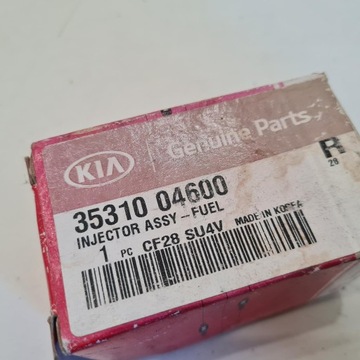 KIA Genuine Parts
R
28
35310 04600
INJECTOR ASSY-FUEL
1 PC CF28 SU4V MADE IN KOREA